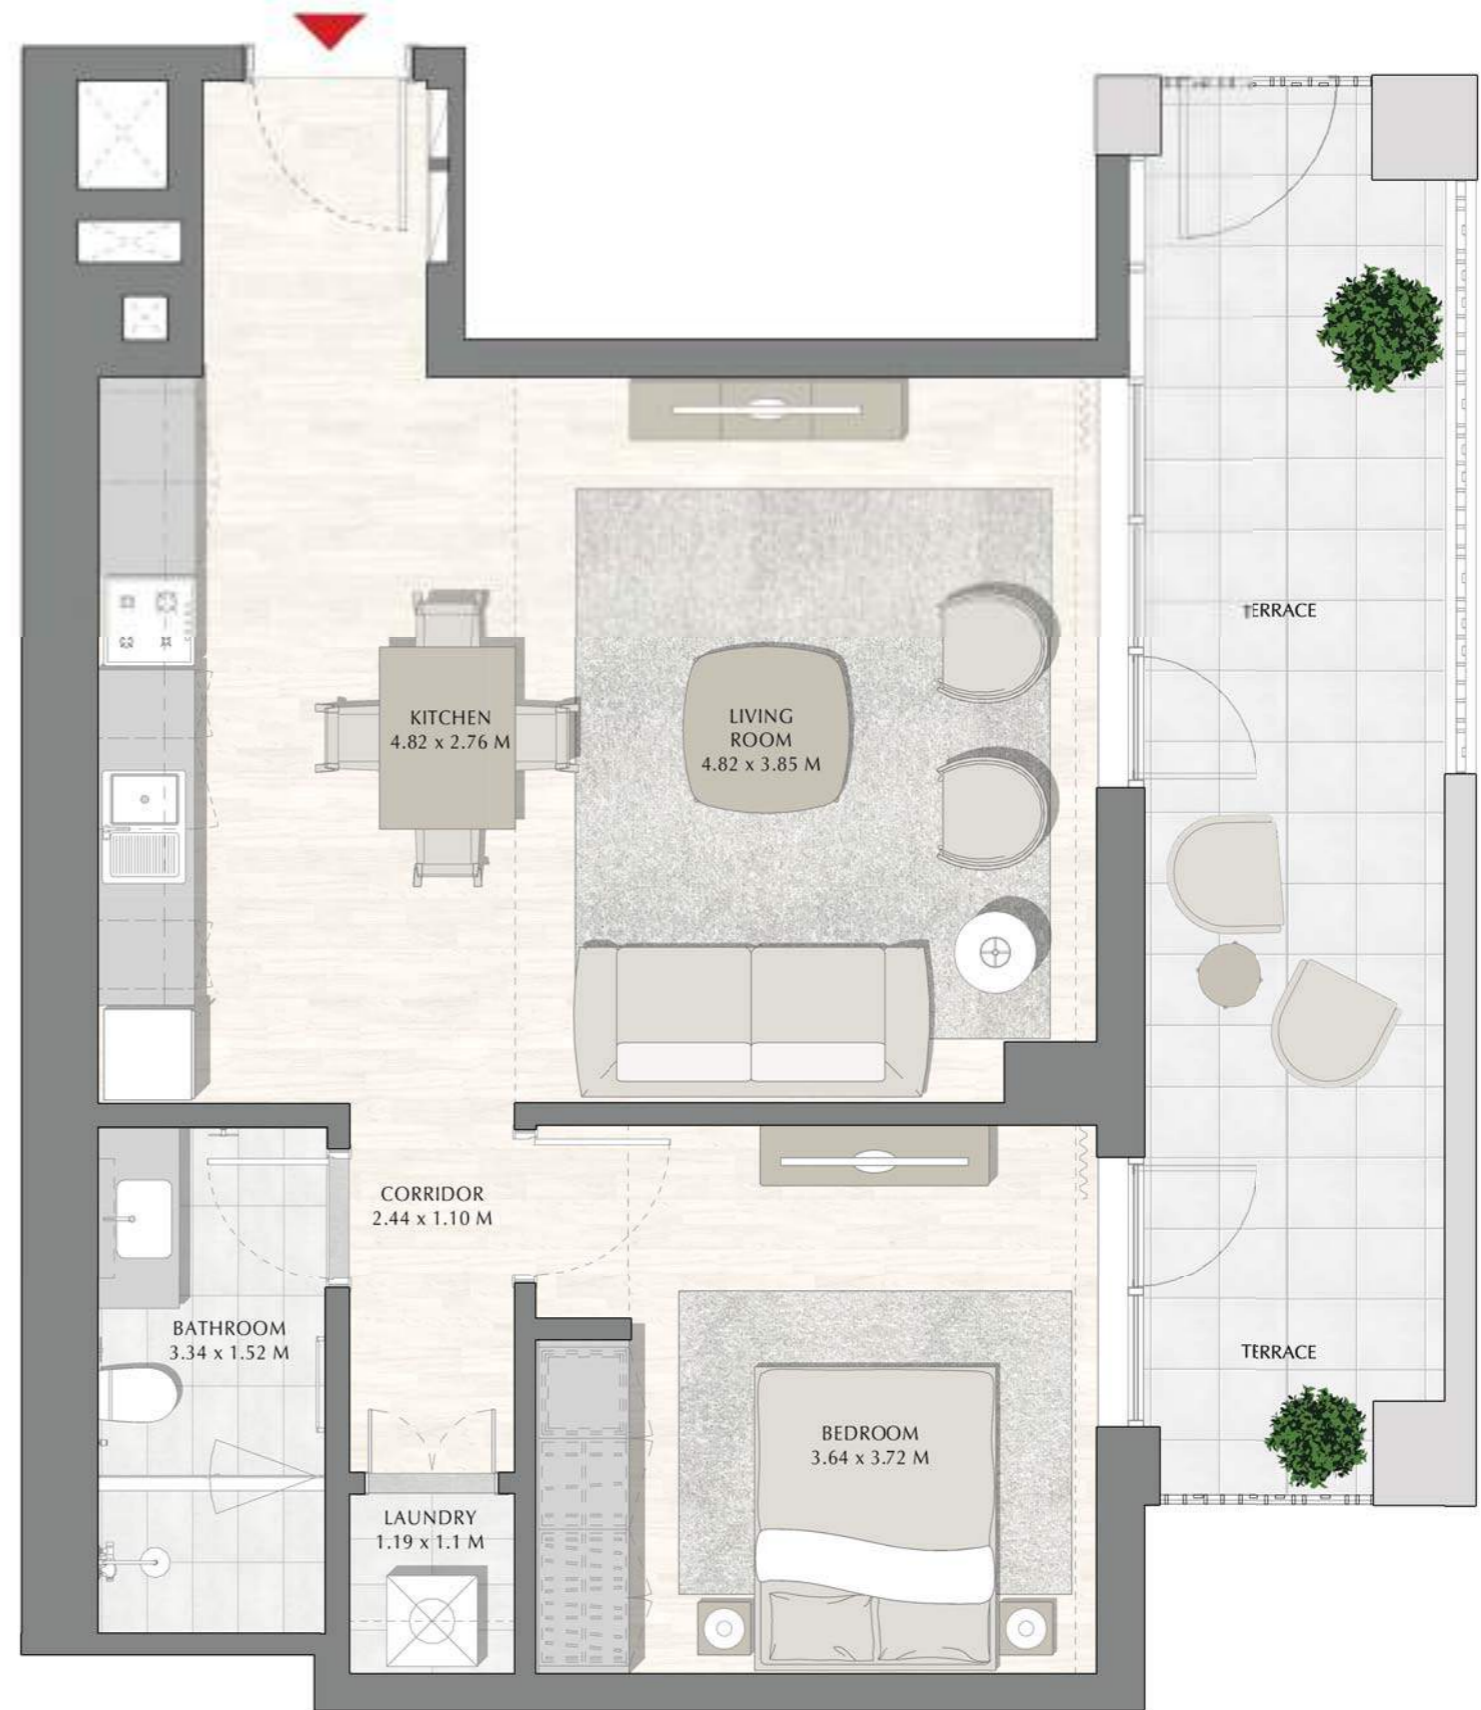 TERRACE
KITCHEN
4.82 x 2.76 M
LIVING
ROOM
4.82 x 3.85 M
CORRIDOR
2.44 x 1.10 M
BATHROOM
3.34 x 1.52 M
TERRACE
BEDROOM
3.64 x 3.72 M
LAUNDRY
1.19 x 1.1 M